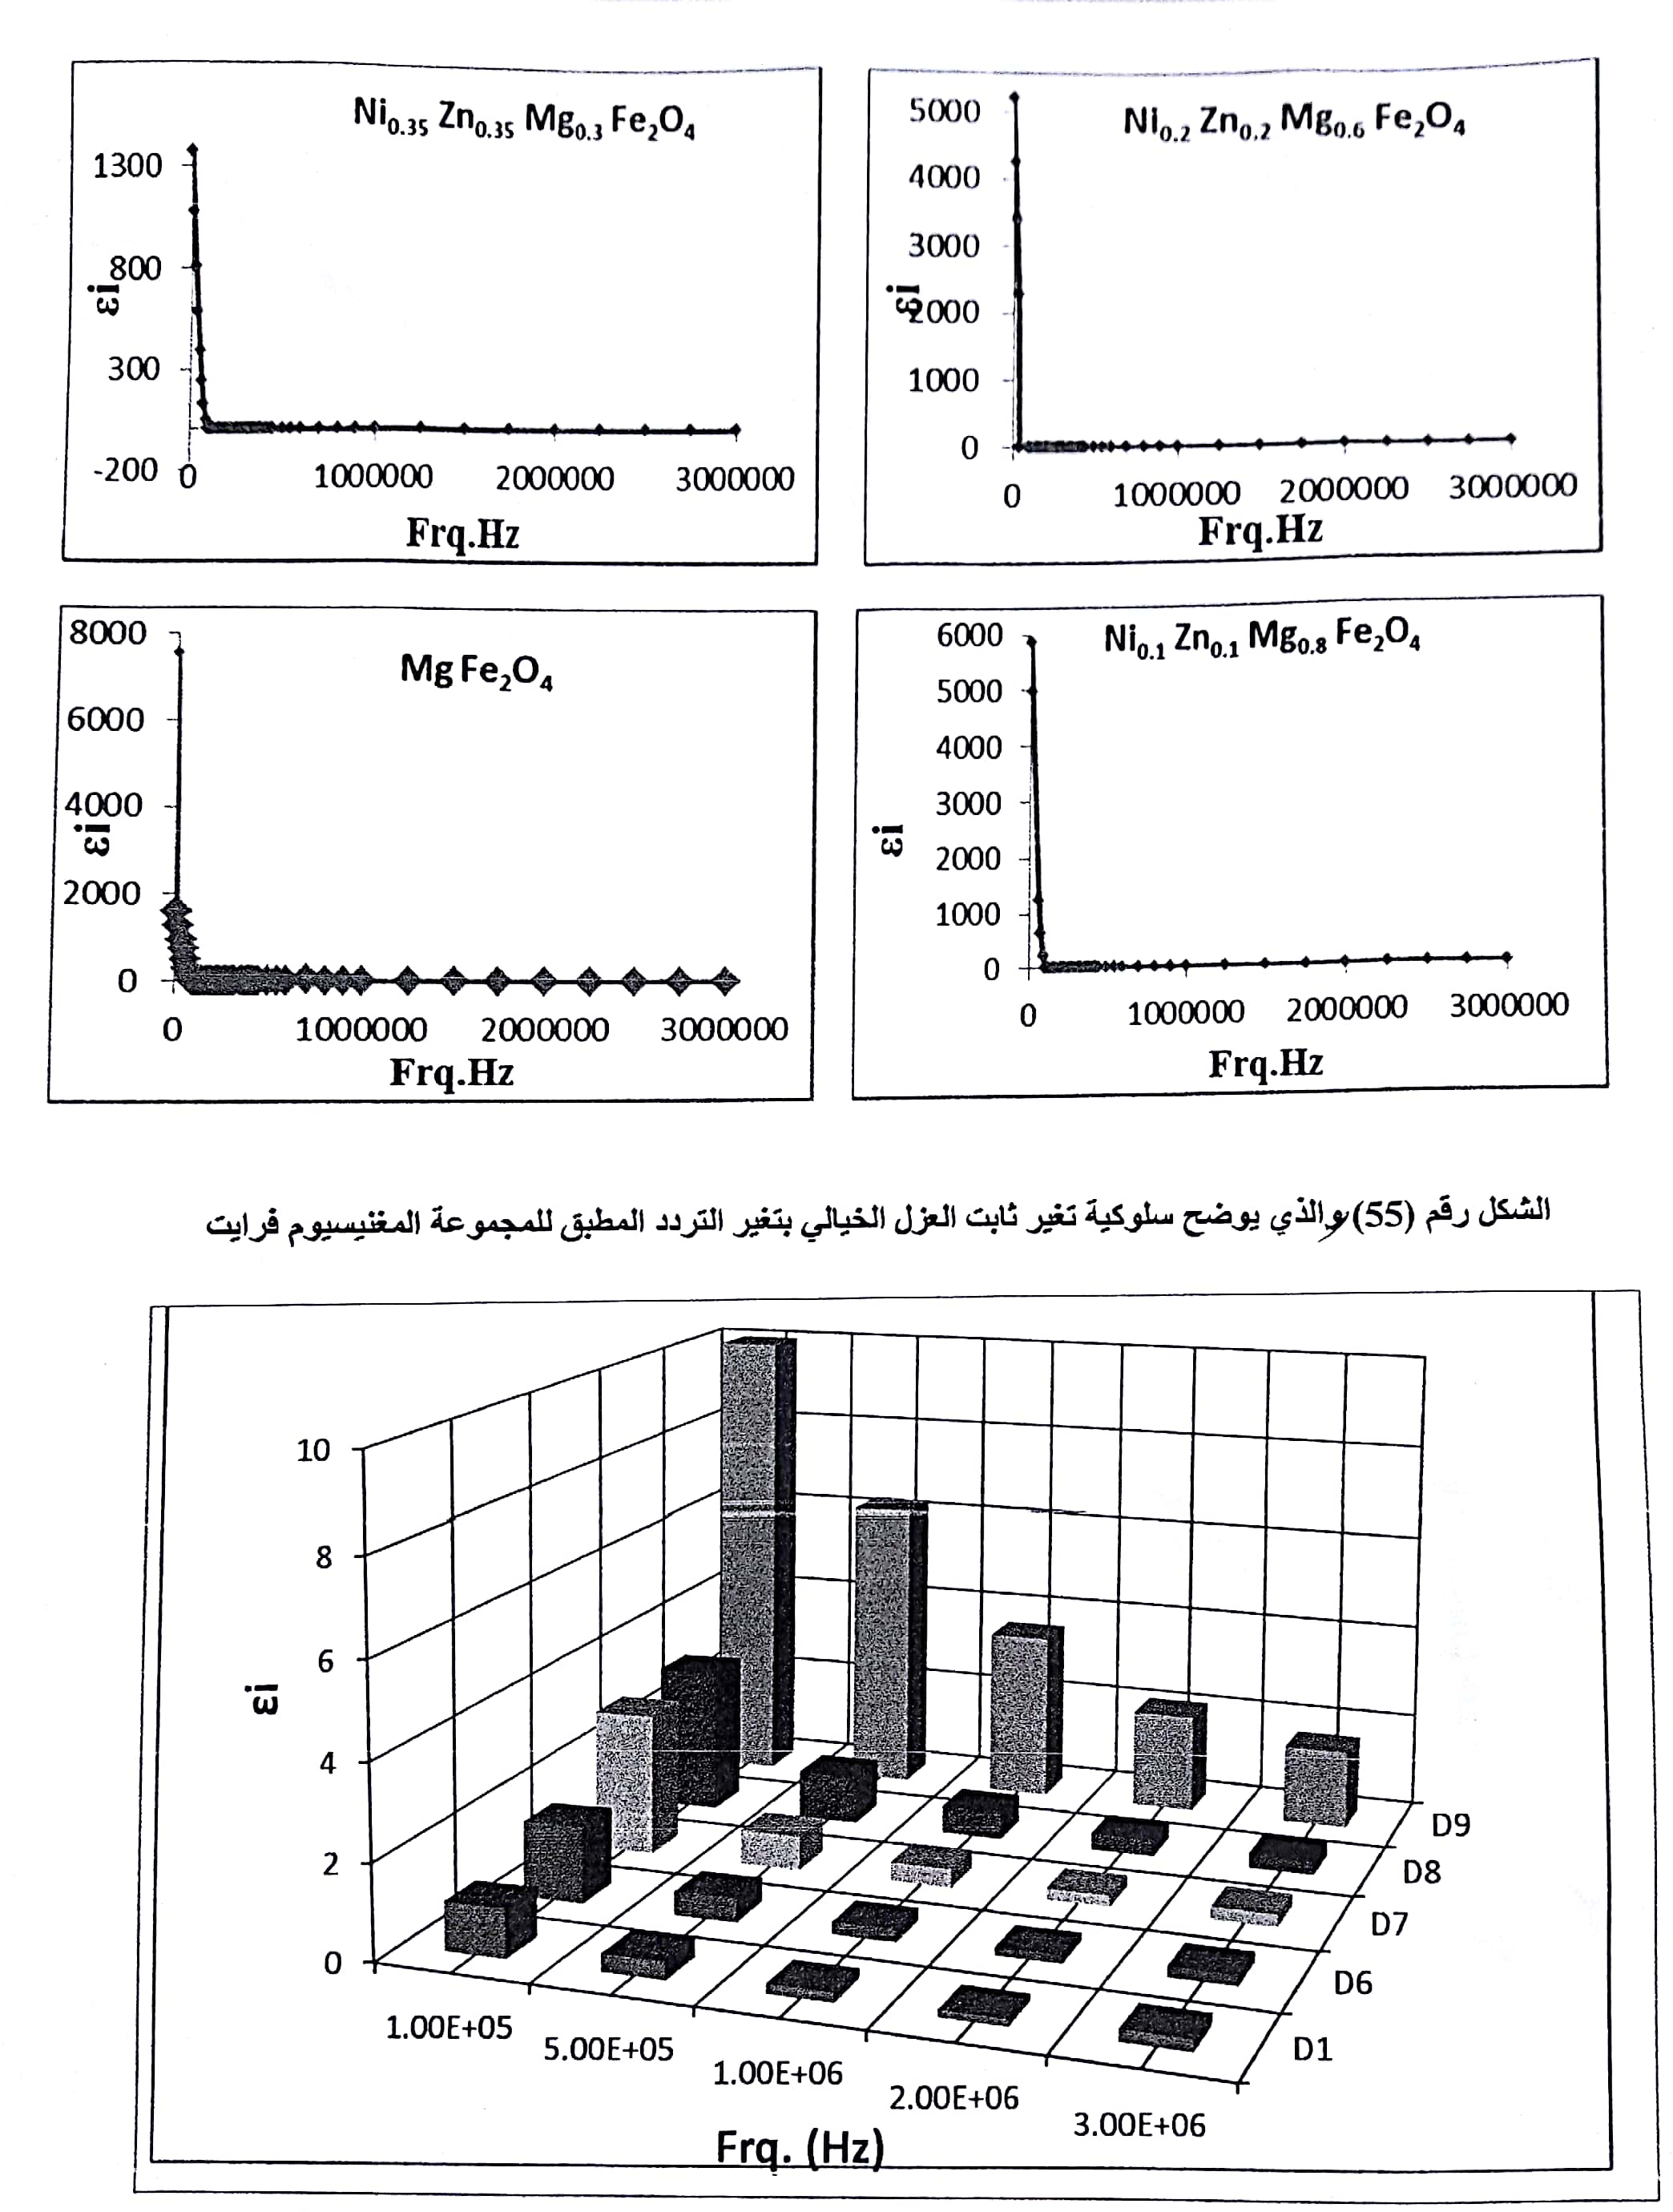 Ni₀.₃₅ Zn₀.₃₅ Mg₀.₃ Fe₂O₄
1300
800
300
-200
εi
0 1000000 2000000 3000000
Frq.Hz
Ni₀.₂ Zn₀.₂ Mg₀.₆ Fe₂O₄
5000
4000
3000
2000
1000
0
εi
0 1000000 2000000 3000000
Frq.Hz
Mg Fe₂O₄
8000
6000
4000
2000
0
εi
0 1000000 2000000 3000000
Frq.Hz
Ni₀.₁ Zn₀.₁ Mg₀.₈ Fe₂O₄
6000
5000
4000
3000
2000
1000
0
εi
0 1000000 2000000 3000000
Frq.Hz
الشكل رقم (55) والذي يوضح سلوكية تغير ثابت العزل الخيالي بتغير التردد المطبق للمجموعة المغنيسيوم فرايت
10
8
6
4
2
0
εi
1.00E+05 5.00E+05 1.00E+06 2.00E+06 3.00E+06
Frq. (Hz)
D9
D8
D7
D6
D1